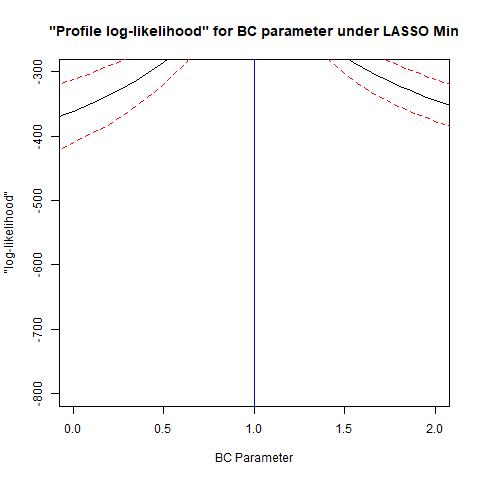 "Profile log-likelihood" for BC parameter under LASSO Min
-300
-400
-500
-600
-700
-800
"log-likelihood"
0.0 0.5 1.0 1.5 2.0
BC Parameter